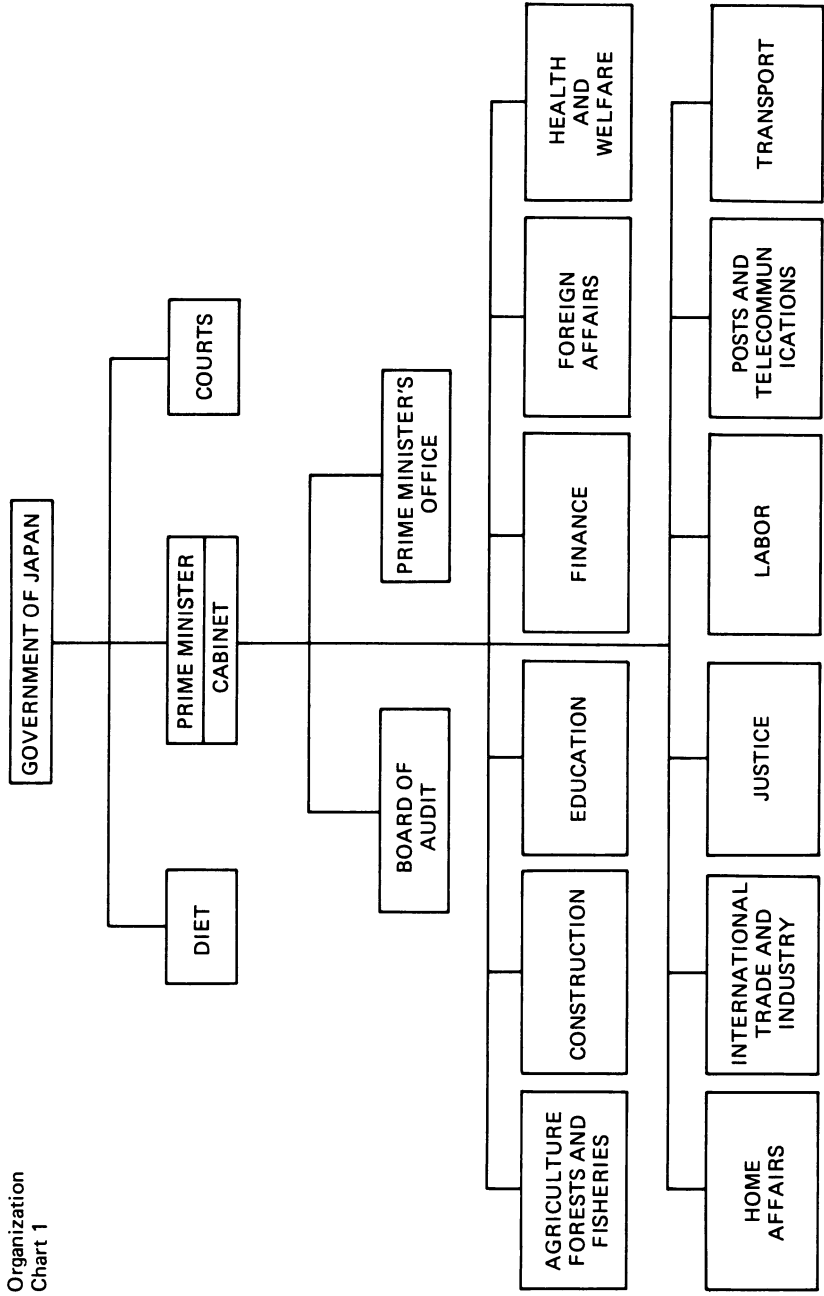 Organization
Chart 1
GOVERNMENT OF JAPAN
DIET
PRIME MINISTER
CABINET
COURTS
BOARD OF
AUDIT
PRIME MINISTER'S
OFFICE
AGRICULTURE
FORESTS AND
FISHERIES
CONSTRUCTION
EDUCATION
FINANCE
FOREIGN
AFFAIRS
HEALTH
AND
WELFARE
HOME
AFFAIRS
INTERNATIONAL
TRADE AND
INDUSTRY
JUSTICE
LABOR
POSTS AND
TELECOMMUN
ICATIONS
TRANSPORT